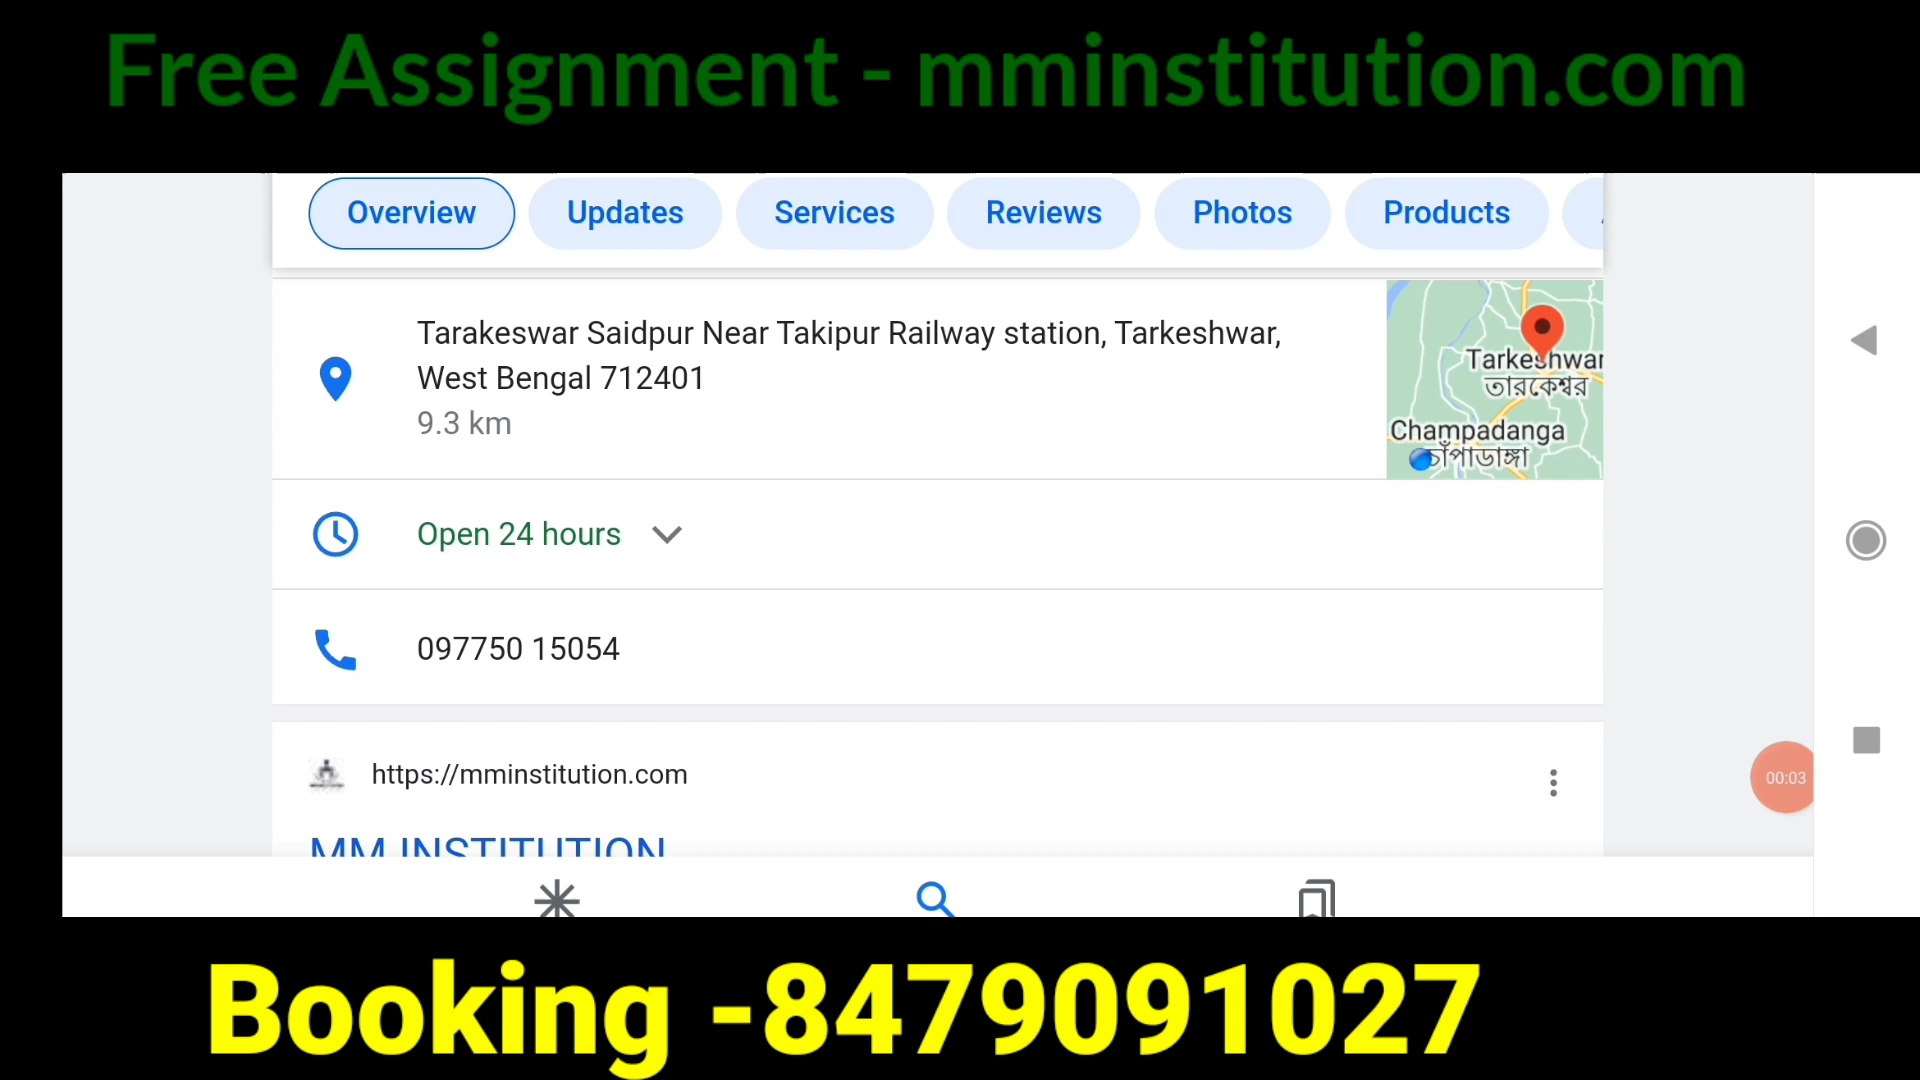 Free Assignment - mminstitution.com
Overview Updates Services Reviews Photos Products
Tarakeswar Saidpur Near Takipur Railway station, Tarkeshwar,
West Bengal 712401
9.3 km
Tarkeshwar
তারকেশ্বর
Champadanga
চাঁপাডাঙ্গা
Open 24 hours
097750 15054
https://mminstitution.com
00:03
MM INSTITUTION
Booking -8479091027